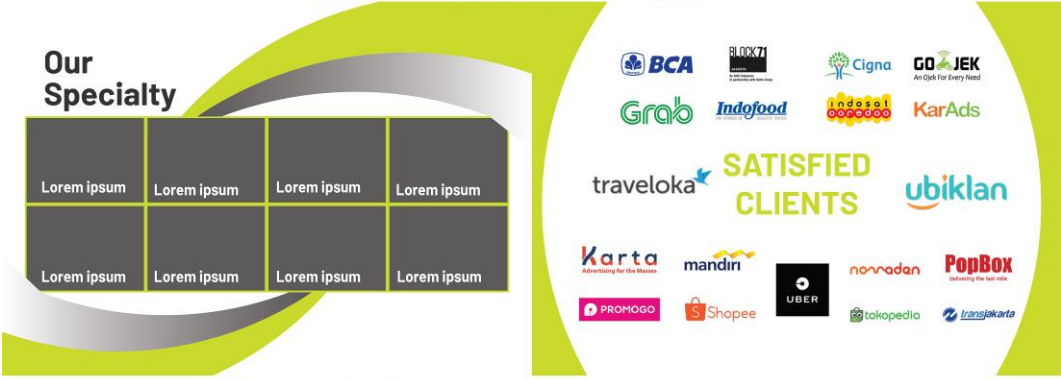 Our
Specialty
Lorem ipsum
Lorem ipsum
Lorem ipsum
Lorem ipsum
Lorem ipsum
Lorem ipsum
Lorem ipsum
Lorem ipsum
BCA
BLOCK71
JAKARTA
Cigna
GOJEK
An Ojek For Every Need
Grab
Indofood
indosat
ooredoo
KarAds
SATISFIED
CLIENTS
traveloka
ubiklan
Karta
Advertising for the Masses
mandiri
UBER
nomaden
PopBox
delivering the last mile
PROMOGO
Shopee
tokopedia
transjakarta